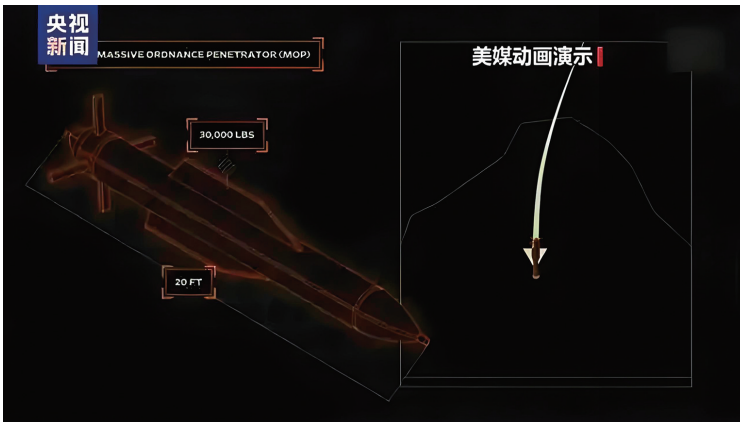 央视
新闻
MASSIVE ORDNANCE PENETRATOR (MOP)
美媒动画演示
30,000 LBS
20 FT